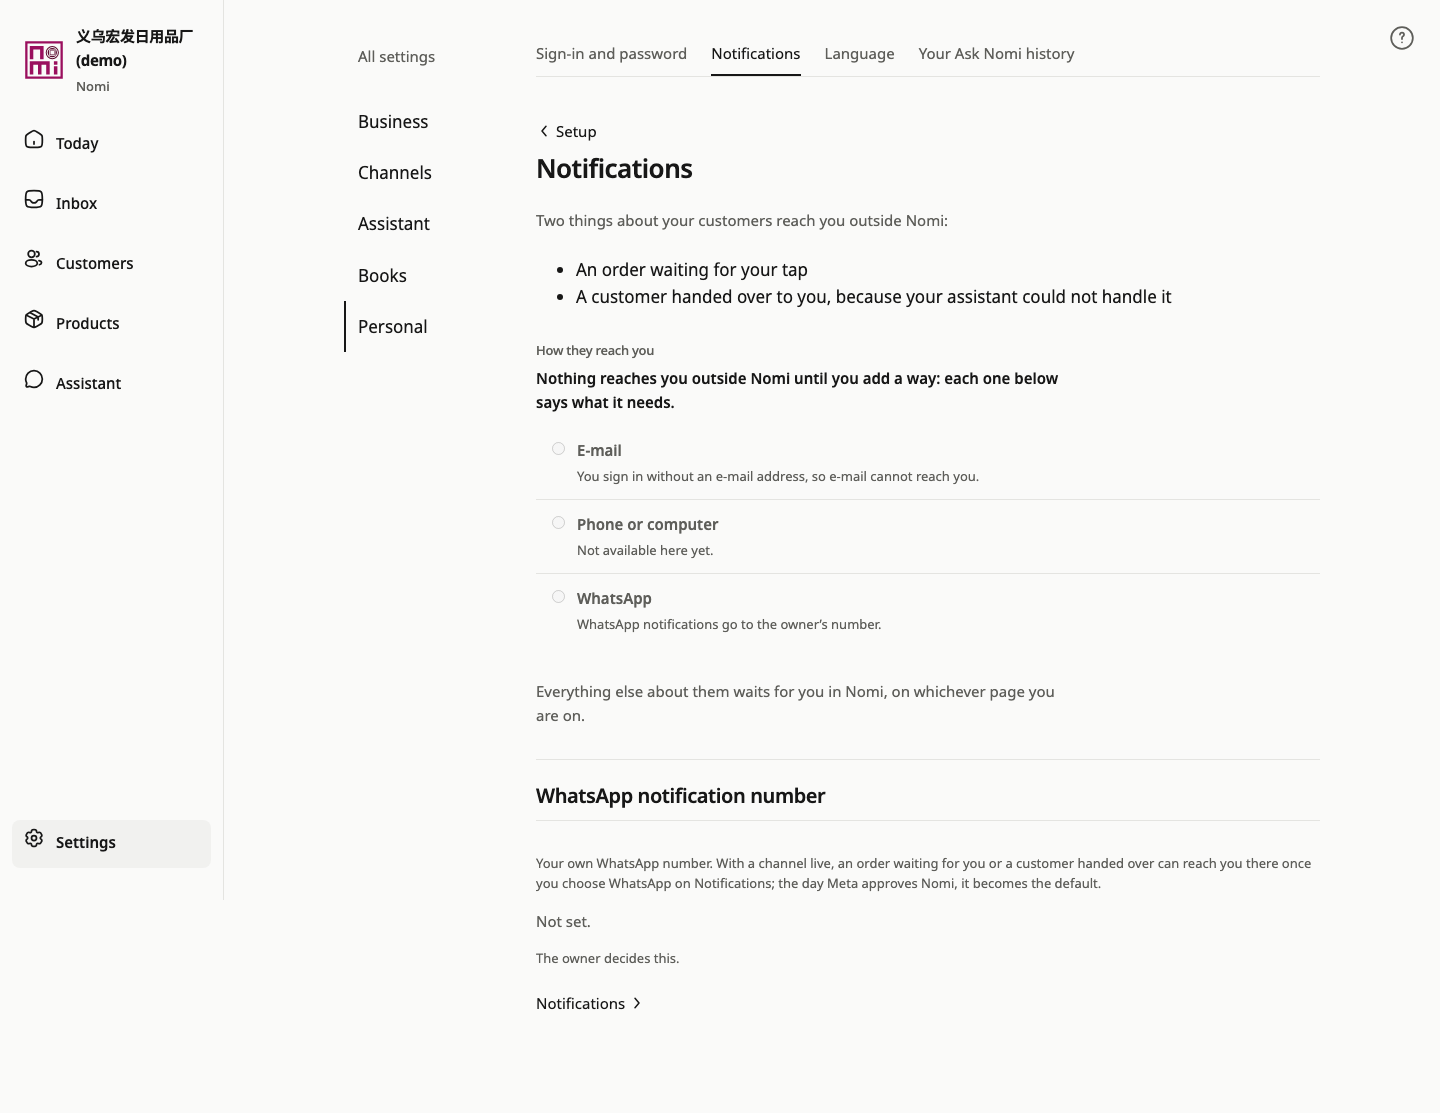 义乌宏发日用品厂
(demo)
Nomi
Today
Inbox
Customers
Products
Assistant
Settings
All settings
Business
Channels
Assistant
Books
Personal
Sign-in and password
Notifications
Language
Your Ask Nomi history
Setup
Notifications
Two things about your customers reach you outside Nomi:
An order waiting for your tap
A customer handed over to you, because your assistant could not handle it
How they reach you
Nothing reaches you outside Nomi until you add a way: each one below
says what it needs.
E-mail
You sign in without an e-mail address, so e-mail cannot reach you.
Phone or computer
Not available here yet.
WhatsApp
WhatsApp notifications go to the owner’s number.
Everything else about them waits for you in Nomi, on whichever page you
are on.
WhatsApp notification number
Your own WhatsApp number. With a channel live, an order waiting for you or a customer handed over can reach you there once
you choose WhatsApp on Notifications; the day Meta approves Nomi, it becomes the default.
Not set.
The owner decides this.
Notifications